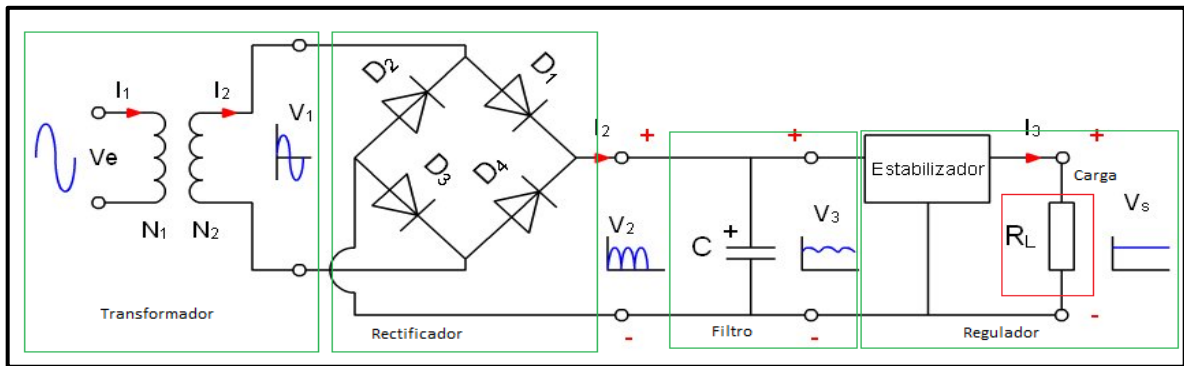 I1
I2
Ve
N1
N2
V1
Transformador
D2
D1
D3
D4
Rectificador
I2
+
V2
-
+
C
+
V3
-
Filtro
Estabilizador
I3
+
Carga
RL
Vs
-
Regulador